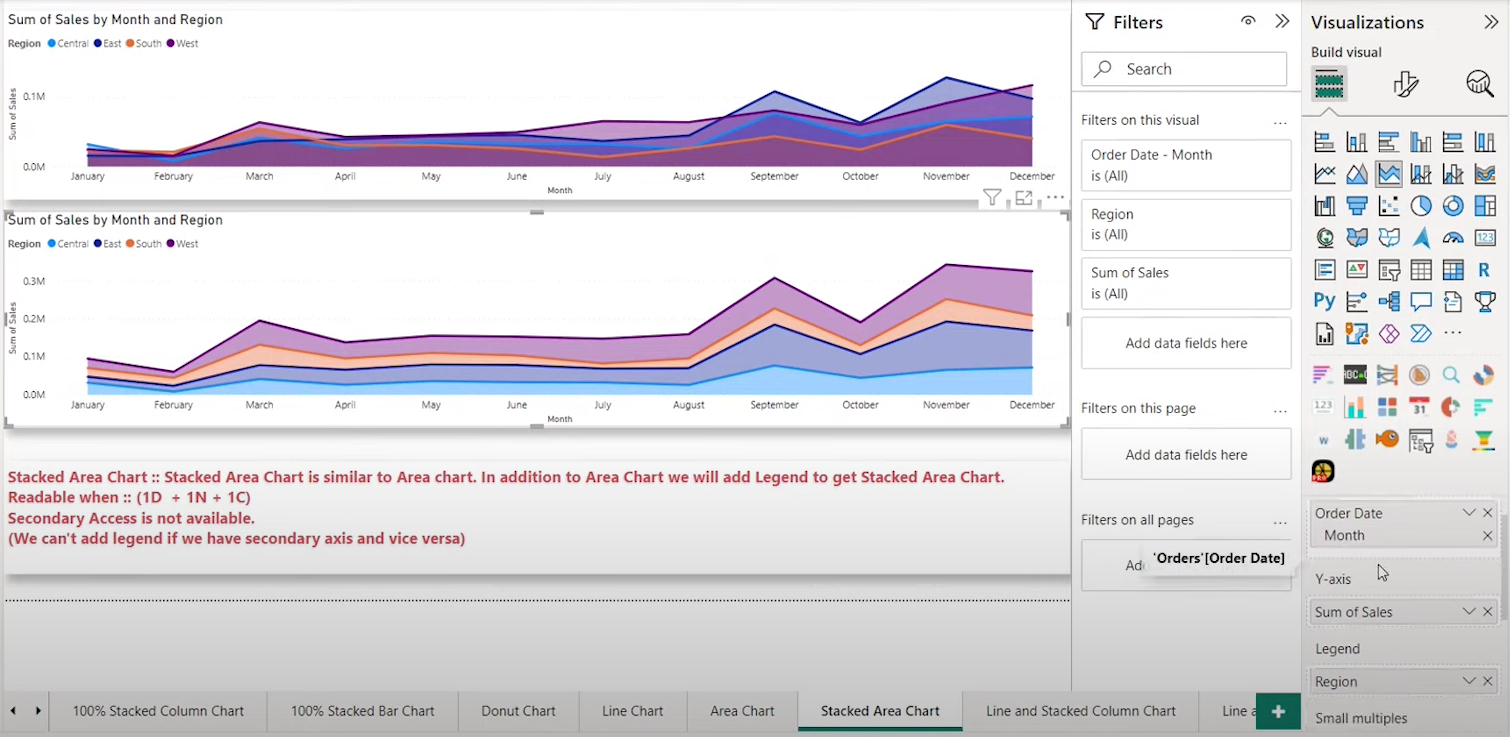 Sum of Sales by Month and Region
Region Central East South West
Sum of Sales
0.1M
0.0M
January February March April May June July August September October November December
Month
Sum of Sales by Month and Region
Region Central East South West
Sum of Sales
0.3M
0.2M
0.1M
0.0M
January February March April May June July August September October November December
Month
Stacked Area Chart :: Stacked Area Chart is similar to Area chart. In addition to Area Chart we will add Legend to get Stacked Area Chart.
Readable when :: (1D + 1N + 1C)
Secondary Access is not available.
(We can't add legend if we have secondary axis and vice versa)
100% Stacked Column Chart
100% Stacked Bar Chart
Donut Chart
Line Chart
Area Chart
Stacked Area Chart
Line and Stacked Column Chart
Line a
Filters
Search
Filters on this visual
...
Order Date - Month
is (All)
Region
is (All)
Sum of Sales
is (All)
Add data fields here
Filters on this page
...
Add data fields here
Filters on all pages
...
'Orders'[Order Date]
Visualizations
Build visual
123
R
Py
...
123
31
W
PRO
Order Date
Month
Y-axis
Sum of Sales
Legend
Region
Small multiples